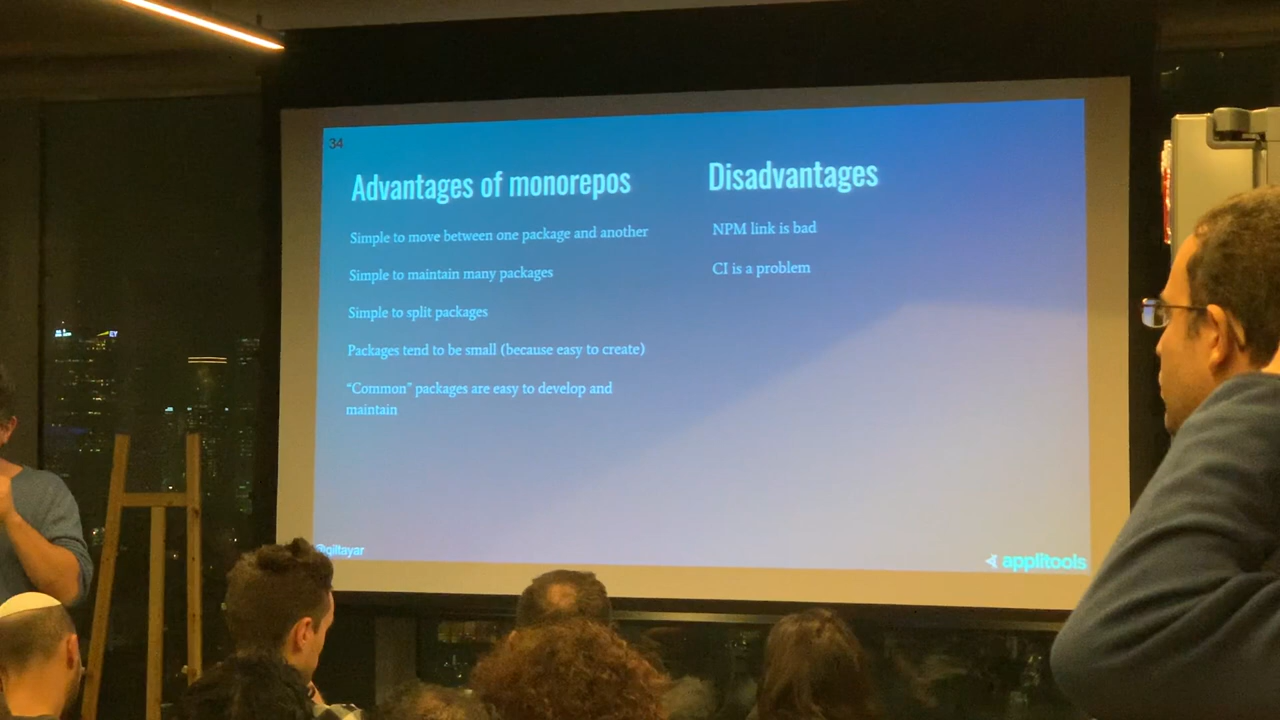 34
Advantages of monorepos
Simple to move between one package and another
Simple to maintain many packages
Simple to split packages
Packages tend to be small (because easy to create)
“Common” packages are easy to develop and
maintain
Disadvantages
NPM link is bad
CI is a problem
@giltayar
applitools